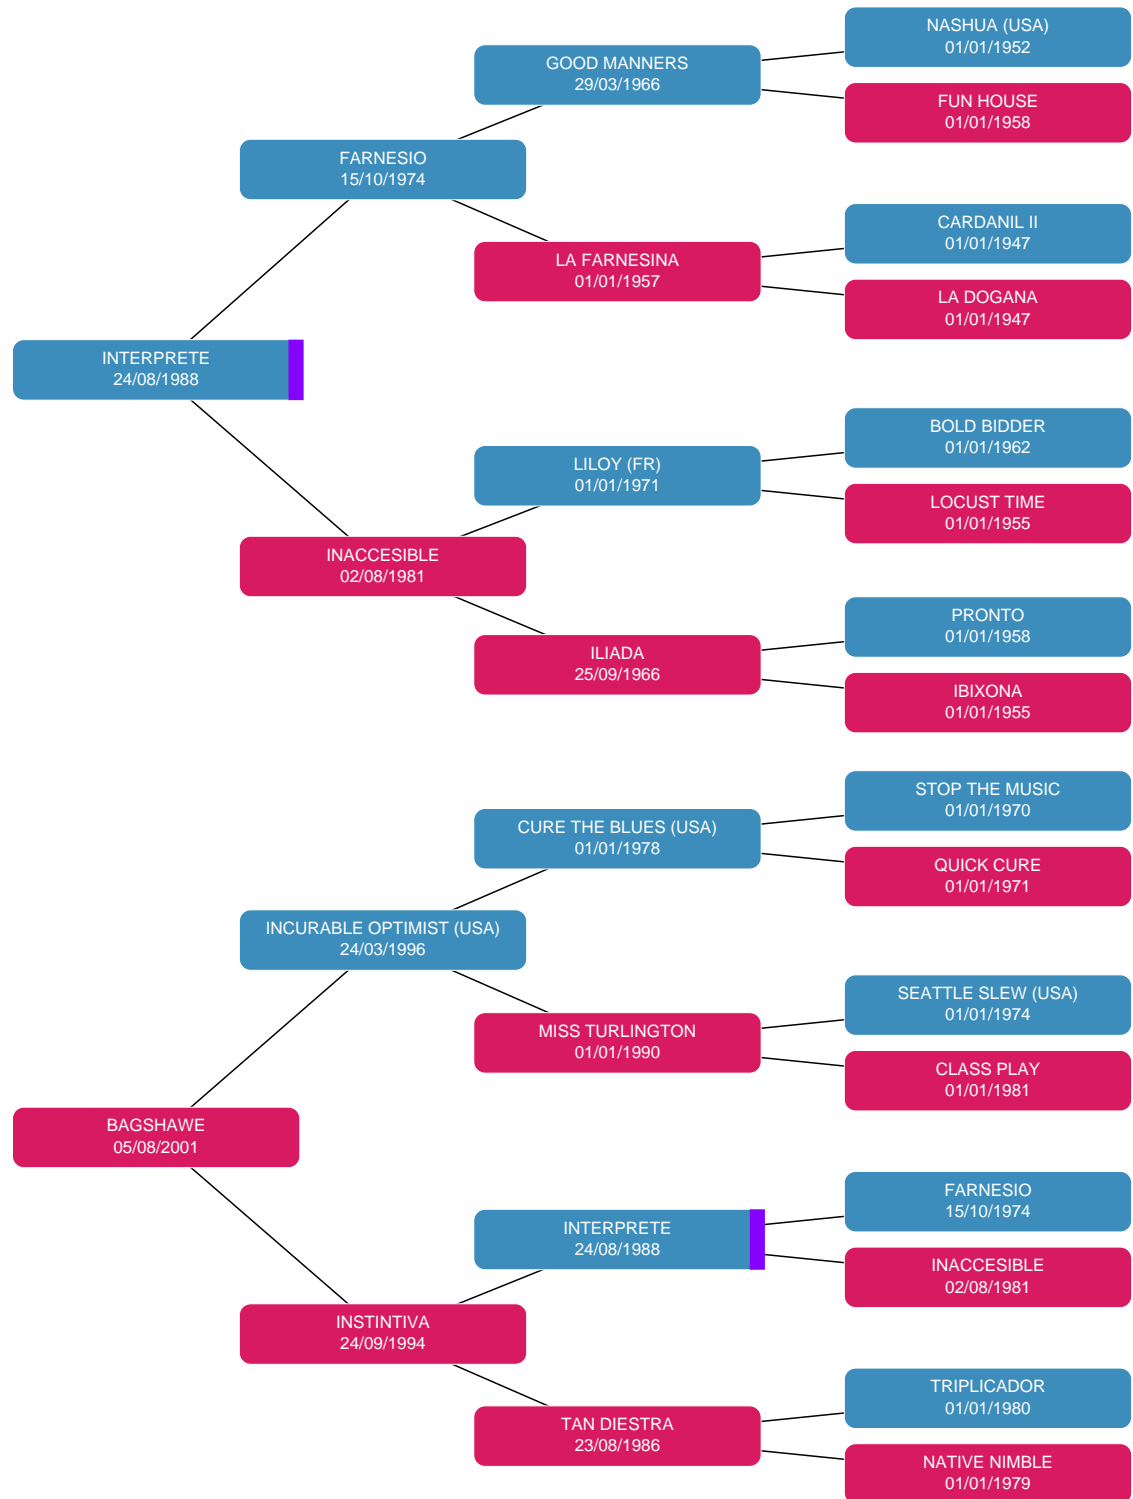 NASHUA (USA)
01/01/1952
GOOD MANNERS
29/03/1966
FUN HOUSE
01/01/1958
FARNESIO
15/10/1974
CARDANIL II
01/01/1947
LA FARNESINA
01/01/1957
LA DOGANA
01/01/1947
INTERPRETE
24/08/1988
BOLD BIDDER
01/01/1962
LILOY (FR)
01/01/1971
LOCUST TIME
01/01/1955
INACCESIBLE
02/08/1981
PRONTO
01/01/1958
ILIADA
25/09/1966
IBIXONA
01/01/1955
STOP THE MUSIC
01/01/1970
CURE THE BLUES (USA)
01/01/1978
QUICK CURE
01/01/1971
INCURABLE OPTIMIST (USA)
24/03/1996
SEATTLE SLEW (USA)
01/01/1974
MISS TURLINGTON
01/01/1990
CLASS PLAY
01/01/1981
BAGSHAWE
05/08/2001
FARNESIO
15/10/1974
INTERPRETE
24/08/1988
INACCESIBLE
02/08/1981
INSTINTIVA
24/09/1994
TRIPLICADOR
01/01/1980
TAN DIESTRA
23/08/1986
NATIVE NIMBLE
01/01/1979